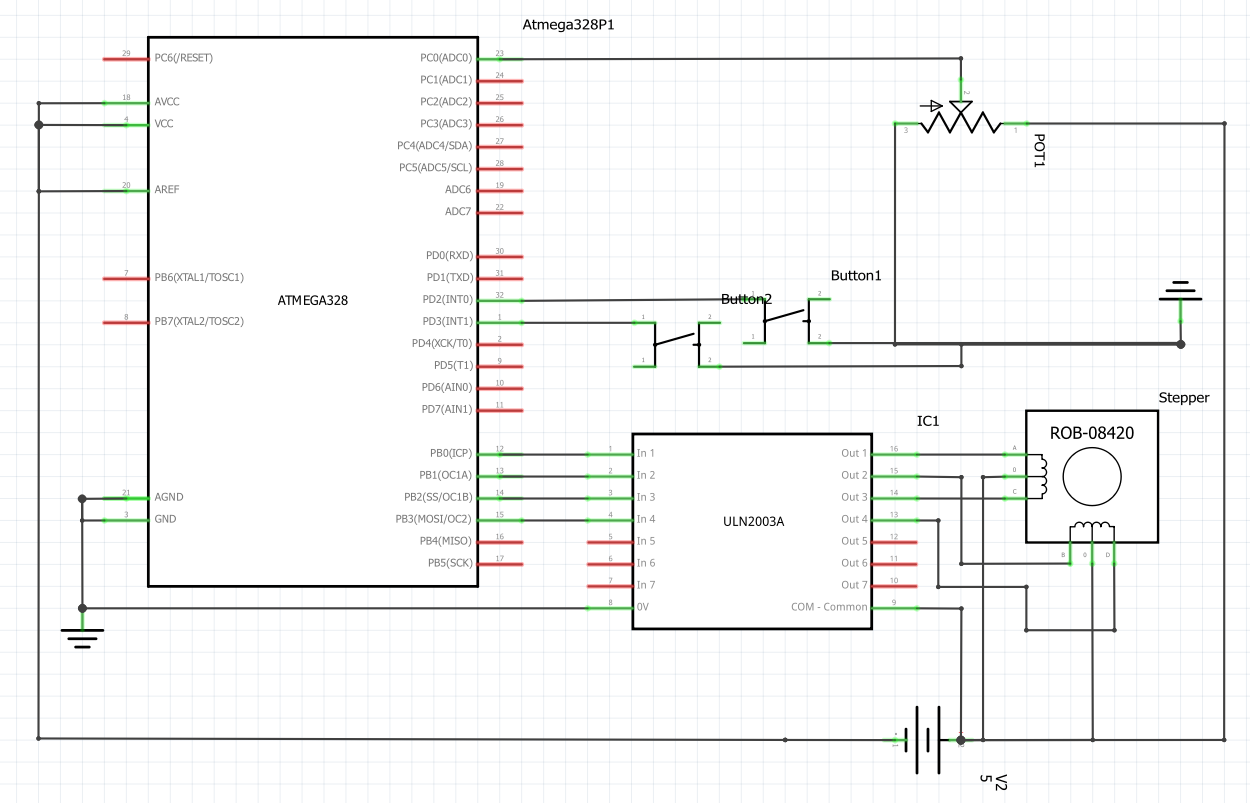 Atmega328P1
29 PC6(/RESET) PC0(ADC0) 23
PC1(ADC1) 24
18 AVCC PC2(ADC2) 25
4 VCC PC3(ADC3) 26
PC4(ADC4/SDA) 27
PC5(ADC5/SCL) 28
20 AREF ADC6 19
ADC7 22
2
3 1
POT1
PD0(RXD) 30
7 PB6(XTAL1/TOSC1) PD1(TXD) 31
Button1
ATMEGA328 PD2(INT0) 32
Button2 1 2
8 PB7(XTAL2/TOSC2) PD3(INT1) 1
1 2
PD4(XCK/T0) 2
1 2
PD5(T1) 9
1 2
PD6(AIN0) 10
PD7(AIN1) 11
Stepper
IC1
ROB-08420
PB0(ICP) 12 1 In 1 Out 1 16 A
PB1(OC1A) 13 2 In 2 Out 2 15 0
21 AGND PB2(SS/OC1B) 14 3 In 3 Out 3 14 C
3 GND PB3(MOSI/OC2) 15 4 In 4 ULN2003A Out 4 13
PB4(MISO) 16 5 In 5 Out 5 12
B 0 D
PB5(SCK) 17 6 In 6 Out 6 11
7 In 7 Out 7 10
8 0V COM - Common 9
V2
5